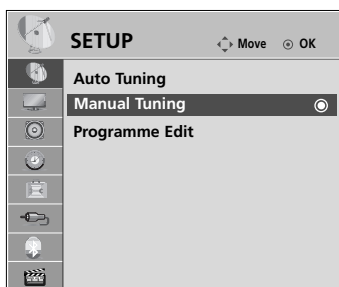 SETUP Move OK
Auto Tuning
Manual Tuning
Programme Edit